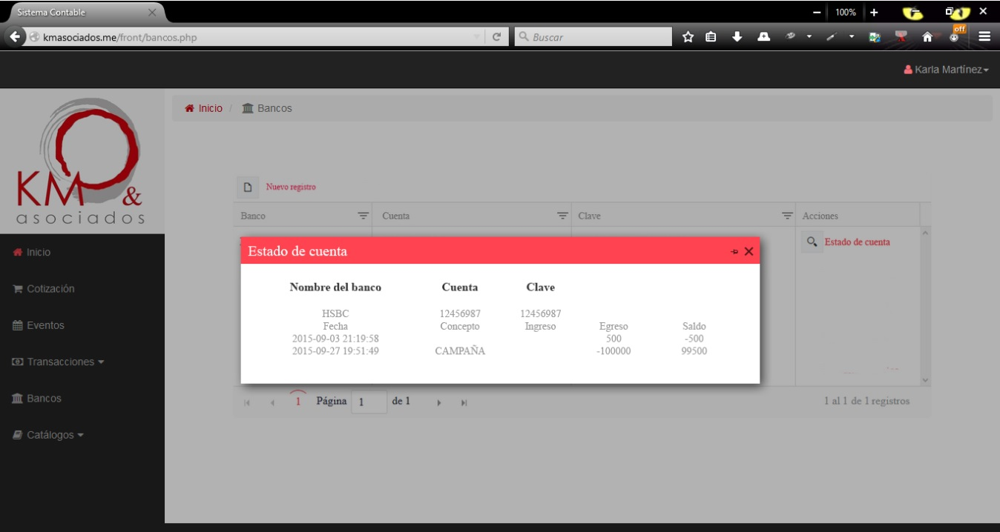 Sistema Contable
100%
kmasociados.me/front/bancos.php
Buscar
off
Karla Martínez
KM &
asociados
Inicio / Bancos
Nuevo registro
Banco Cuenta Clave Acciones
Estado de cuenta
Inicio
Cotización
Eventos
Transacciones
Bancos
Catálogos
Estado de cuenta
Nombre del banco Cuenta Clave
HSBC 12456987 12456987
Fecha Concepto Ingreso Egreso Saldo
2015-09-03 21:19:58 500 -500
2015-09-27 19:51:49 CAMPAÑA -100000 99500
1 Página 1 de 1
1 al 1 de 1 registros